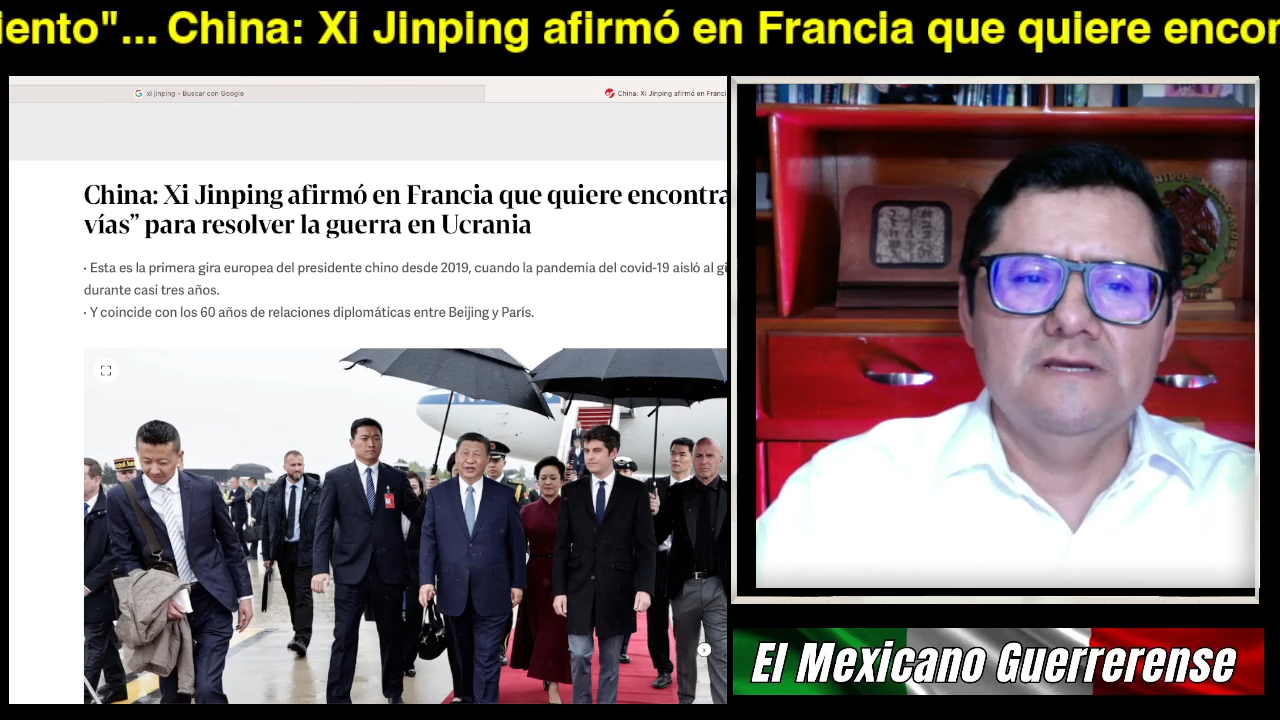 iento"... China: Xi Jinping afirmó en Francia que quiere encon
xi jinping - Buscar con Google
China: Xi Jinping afirmó en Franci
China: Xi Jinping afirmó en Francia que quiere encontra
vías” para resolver la guerra en Ucrania
· Esta es la primera gira europea del presidente chino desde 2019, cuando la pandemia del covid-19 aisló al gi
durante casi tres años.
· Y coincide con los 60 años de relaciones diplomáticas entre Beijing y París.
El Mexicano Guerrerense